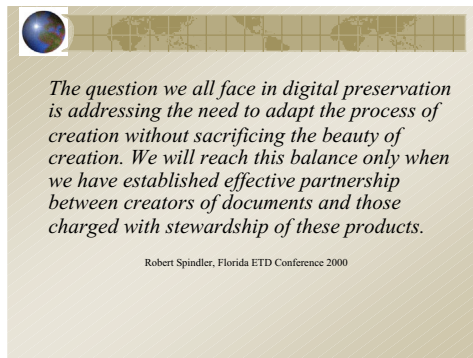 The question we all face in digital preservation
is addressing the need to adapt the process of
creation without sacrificing the beauty of
creation. We will reach this balance only when
we have established effective partnership
between creators of documents and those
charged with stewardship of these products.
Robert Spindler, Florida ETD Conference 2000